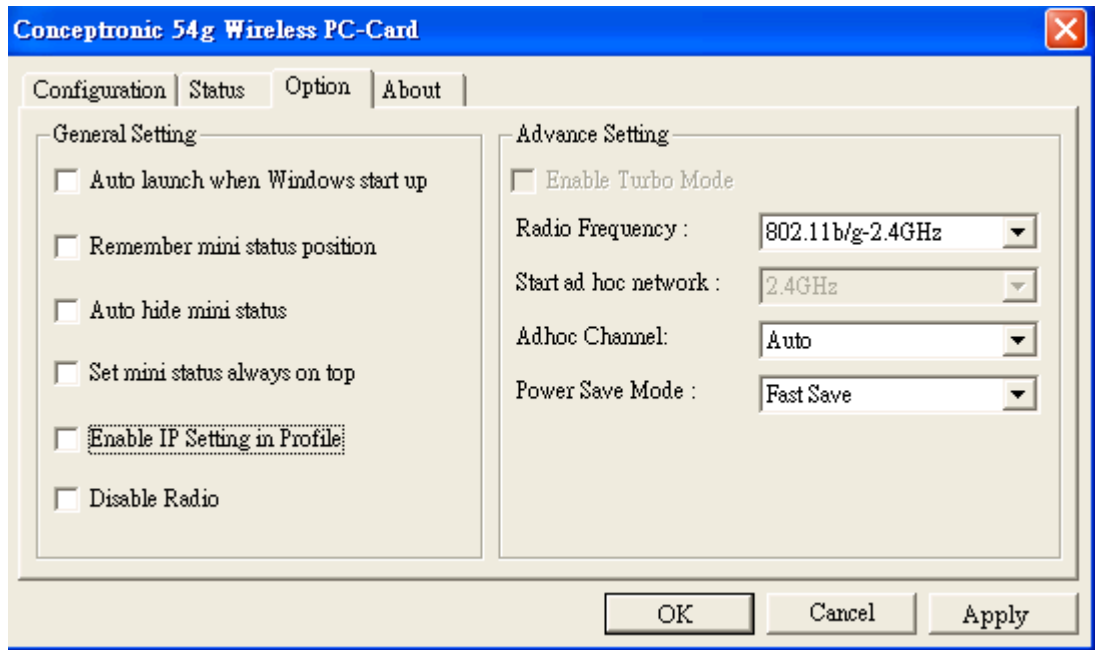 Conceptronic 54g Wireless PC-Card
Configuration
Status
Option
About
General Setting
Auto launch when Windows start up
Remember mini status position
Auto hide mini status
Set mini status always on top
Enable IP Setting in Profile
Disable Radio
Advance Setting
Enable Turbo Mode
Radio Frequency : 802.11b/g-2.4GHz
Start ad hoc network : 2.4GHz
Adhoc Channel: Auto
Power Save Mode : Fast Save
OK
Cancel
Apply